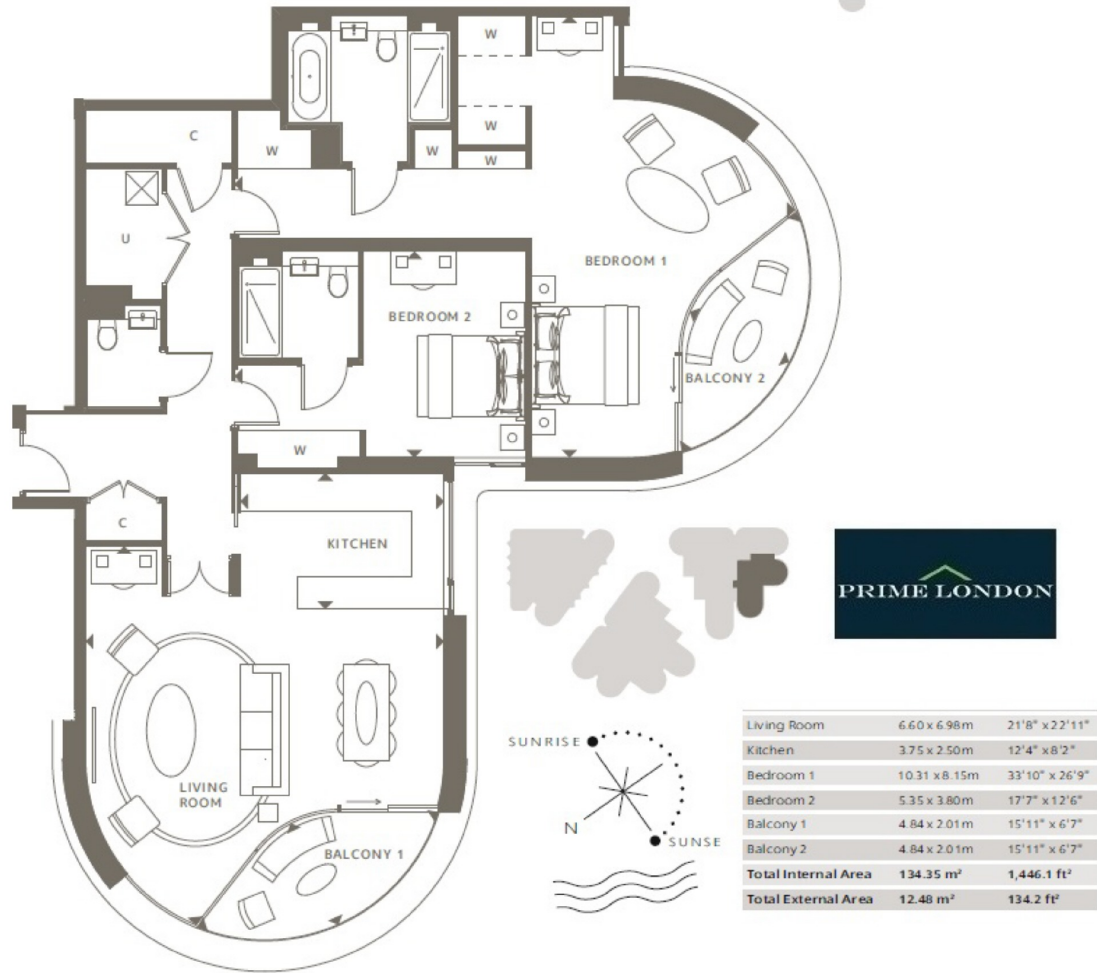 W
C
W
W
W
W
U
BEDROOM 1
BEDROOM 2
BALCONY 2
W
C
KITCHEN
PRIME LONDON
LIVING
ROOM
BALCONY 1
SUNRISE
N
SUNSE
Living Room 6.60 x 6.98m 21'8" x 22'11"
Kitchen 3.75 x 2.50m 12'4" x 8'2"
Bedroom 1 10.31 x 8.15m 33'10" x 26'9"
Bedroom 2 5.35 x 3.80m 17'7" x 12'6"
Balcony 1 4.84 x 2.01m 15'11" x 6'7"
Balcony 2 4.84 x 2.01m 15'11" x 6'7"
Total Internal Area 134.35 m² 1,446.1 ft²
Total External Area 12.48 m² 134.2 ft²